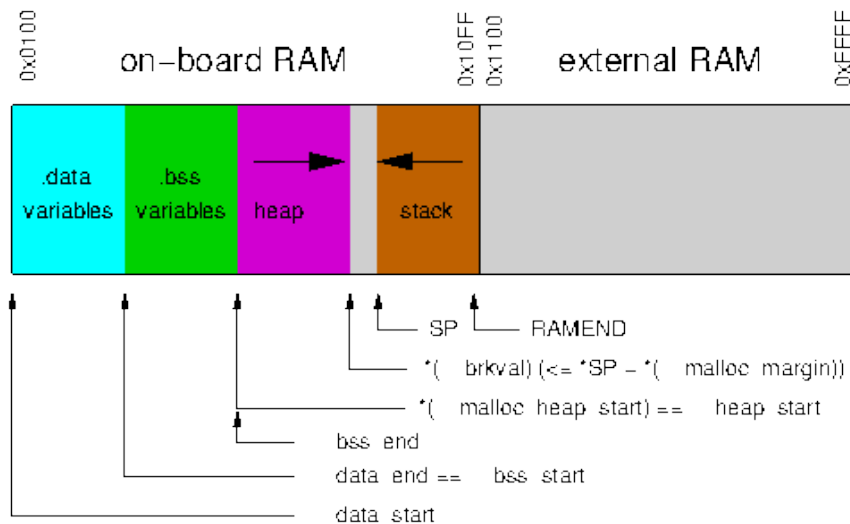 0x0100
on-board RAM
0x10FF
0x1100
external RAM
0xFFFF
.data
variables
.bss
variables
heap
stack
SP
RAMEND
*(  brkval) (<= *SP - *(  malloc margin))
*(  malloc heap start) ==   heap start
bss end
data end ==   bss start
data start